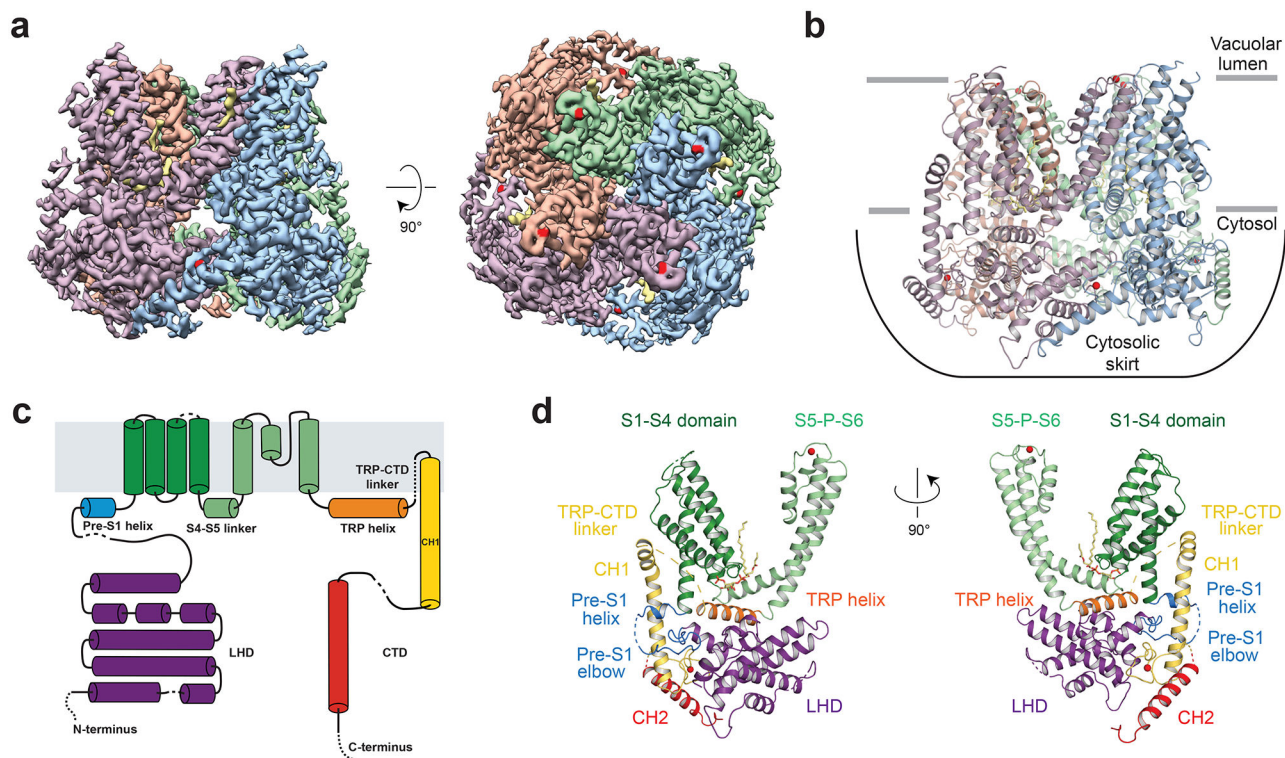 a
90°
b
Vacuolar
lumen
Cytosol
Cytosolic
skirt
c
Pre-S1 helix
S4-S5 linker
TRP-CTD
linker
TRP helix
CH1
LHD
CTD
N-terminus
C-terminus
d
S1-S4 domain
S5-P-S6
TRP-CTD
linker
CH1
Pre-S1
helix
Pre-S1
elbow
CH2
TRP helix
LHD
90°
S5-P-S6
S1-S4 domain
TRP-CTD
linker
CH1
TRP helix
Pre-S1
helix
Pre-S1
elbow
LHD
CH2